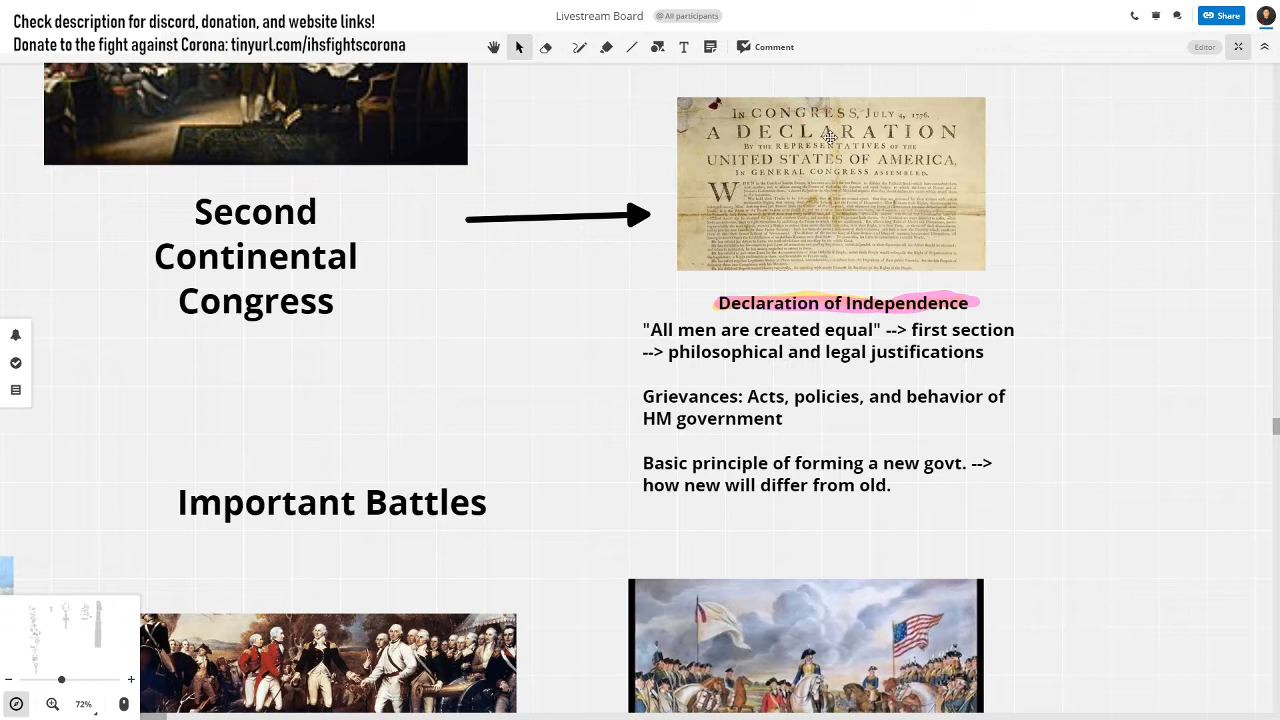 Check description for discord, donation, and website links!
Donate to the fight against Corona: tinyurl.com/ihsfightscorona
Livestream Board
@ All participants
Share
T
Comment
Editor
IN CONGRESS, JULY 4, 1776.
A DECLARATION
BY THE REPRESENTATIVES OF THE
UNITED STATES OF AMERICA,
IN GENERAL CONGRESS ASSEMBLED.
Second
Continental
Congress
Declaration of Independence
"All men are created equal" --> first section
--> philosophical and legal justifications
Grievances: Acts, policies, and behavior of
HM government
Basic principle of forming a new govt. -->
how new will differ from old.
Important Battles
72%